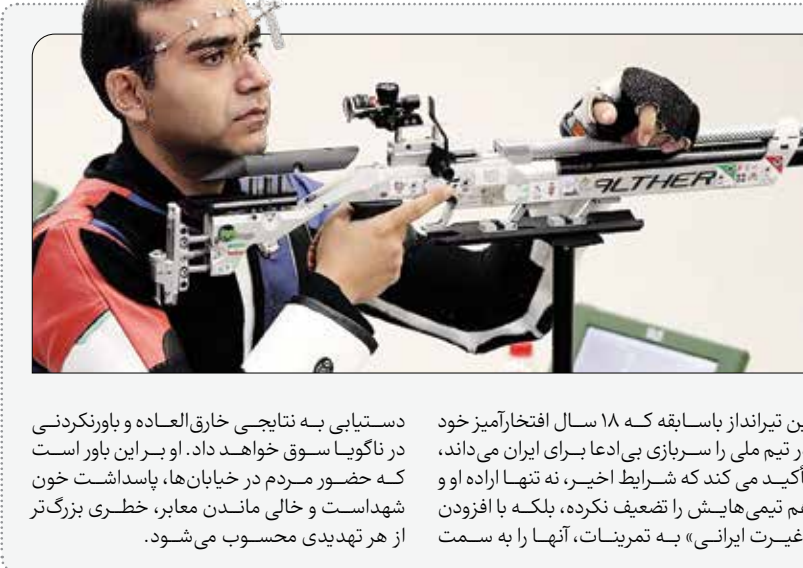 ALTHER
تیرانداز باسابقه که ۱۸ سال افتخارآمیز خود
تیم ملی را سربازی بی‌ادعا برای ایران می‌داند،
می کند که شرایط اخیر، نه تنها اراده او و
تیمی‌هایش را تضعیف نکرده، بلکه با افزودن
غیرت ایرانی» به تمرینات، آنها را به سمت
دستیابی به نتایجی خارق‌العاده و باورنکردنی
در ناگویا سوق خواهد داد. او بر این باور است
که حضور مردم در خیابان‌ها، پاسداشت خون
شهداست و خالی ماندن معابر، خطری بزرگ‌تر
از هر تهدیدی محسوب می‌شود.